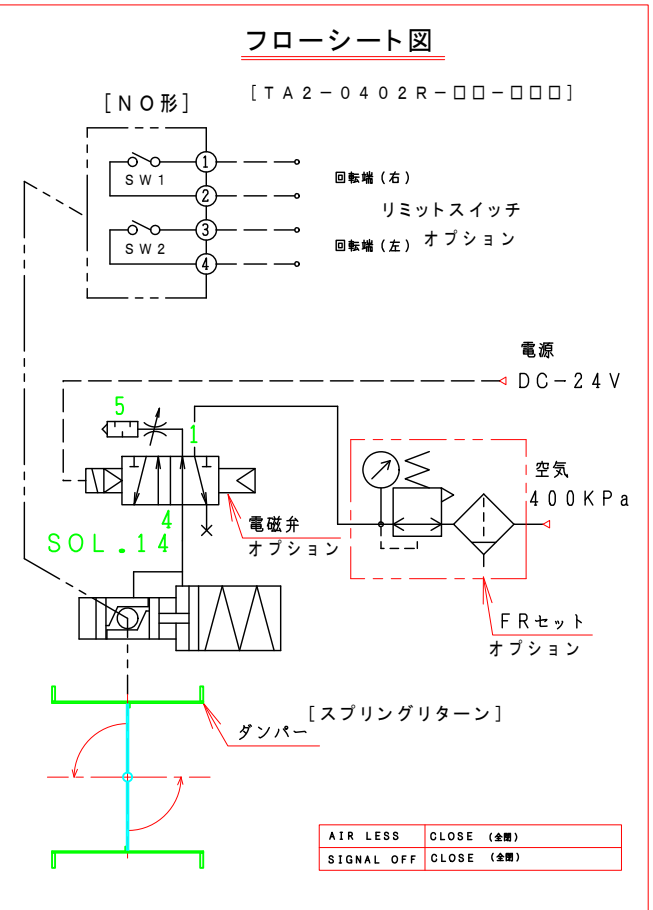 フローシート図
[NO形]
[TA2-0402R-□□-□□□]
1
SW1
回転端(右)
2
リミットスイッチ
3
オプション
SW2
回転端(左)
4
電源
DC-24V
5
1
空気
400KPa
4
電磁弁
オプション
SOL.14
FRセット
オプション
[スプリングリターン]
ダンパー
AIR LESS CLOSE (全閉)
SIGNAL OFF CLOSE (全閉)